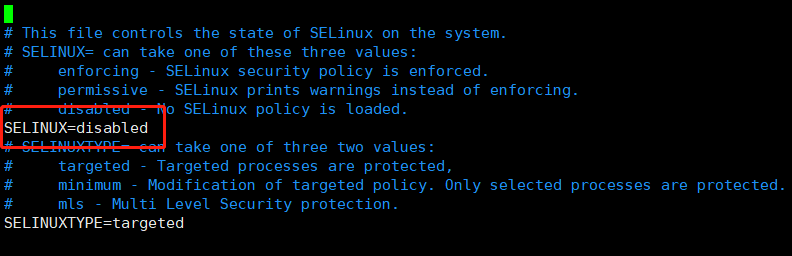 # This file controls the state of SELinux on the system.
# SELINUX= can take one of these three values:
#     enforcing - SELinux security policy is enforced.
#     permissive - SELinux prints warnings instead of enforcing.
#     disabled - No SELinux policy is loaded.
SELINUX=disabled
# SELINUXTYPE= can take one of three two values:
#     targeted - Targeted processes are protected,
#     minimum - Modification of targeted policy. Only selected processes are protected.
#     mls - Multi Level Security protection.
SELINUXTYPE=targeted